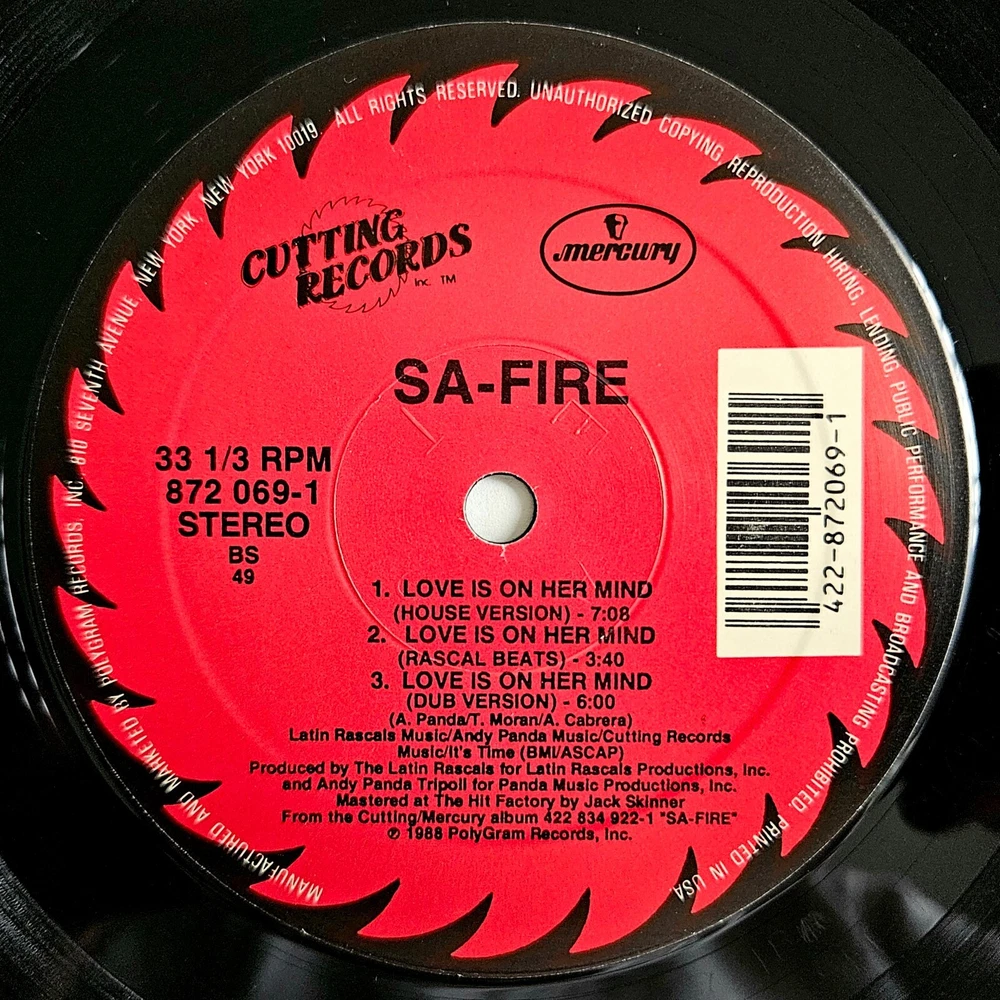 MANUFACTURED AND MARKETED BY POLYGRAM RECORDS, INC. 810 SEVENTH AVENUE, NEW YORK, NEW YORK 10019. ALL RIGHTS RESERVED. UNAUTHORIZED COPYING, REPRODUCTION, HIRING, LENDING, PUBLIC PERFORMANCE AND BROADCASTING PROHIBITED. PRINTED IN USA.
CUTTING
RECORDS
Inc. ™
mercury
SA-FIRE
33 1/3 RPM
872 069-1
STEREO
BS
49
422-872069-1
1. LOVE IS ON HER MIND
(HOUSE VERSION) - 7:08
2. LOVE IS ON HER MIND
(RASCAL BEATS) - 3:40
3. LOVE IS ON HER MIND
(DUB VERSION) - 6:00
(A. Panda/T. Moran/A. Cabrera)
Latin Rascals Music/Andy Panda Music/Cutting Records
Music/It's Time (BMI/ASCAP)
Produced by The Latin Rascals for Latin Rascals Productions, Inc.
and Andy Panda Tripoli for Panda Music Productions, Inc.
Mastered at The Hit Factory by Jack Skinner
From the Cutting/Mercury album 422 834 922-1 "SA-FIRE"
℗ 1988 PolyGram Records, Inc.